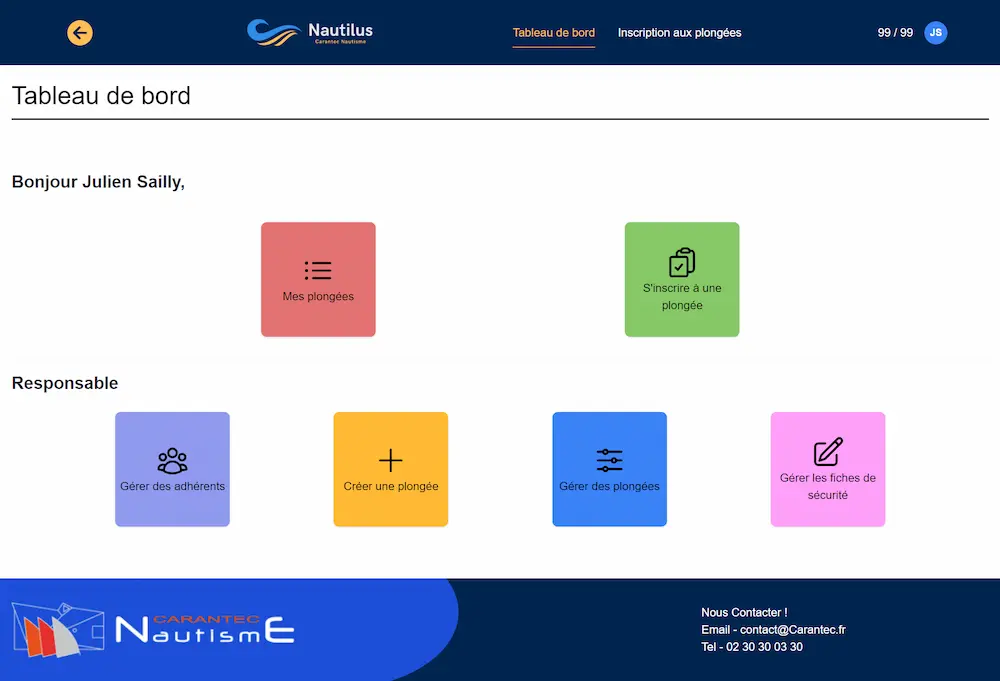 Nautilus
Carantec Nautisme
Tableau de bord
Inscription aux plongées
99 / 99
JS
Tableau de bord
Bonjour Julien Sailly,
Mes plongées
S'inscrire à une
plongée
Responsable
Gérer des adhérents
Créer une plongée
Gérer des plongées
Gérer les fiches de
sécurité
CARANTEC
NautismE
Nous Contacter !
Email - contact@Carantec.fr
Tel - 02 30 30 03 30